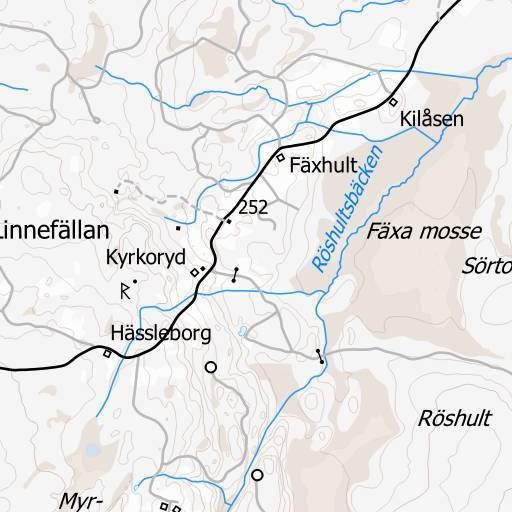 Kilåsen
Fäxhult
Röshultsbäcken
252
Linnefällan
Fäxa mosse
Kyrkoryd
Sörto
Hässleborg
Röshult
Myr-